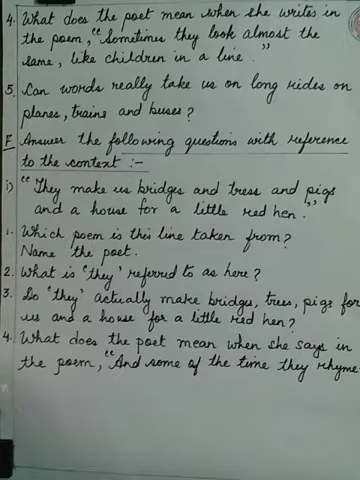 4. What does the poet mean when she writes in
the poem, "Sometimes they look almost the
same, like children in a line."
5. Can words really take us on long rides on
planes, trains and buses?
F Answer the following questions with reference
to the context :-
i) "They make us bridges and tress and pigs
and a house for a little red hen."
1. Which poem is this line taken from?
Name the poet.
2. What is 'they' referred to as here?
3. Do 'they' actually make bridges, trees, pigs for
us and a house for a little red hen?
4. What does the poet mean when she says in
the poem, "And some of the time they rhyme